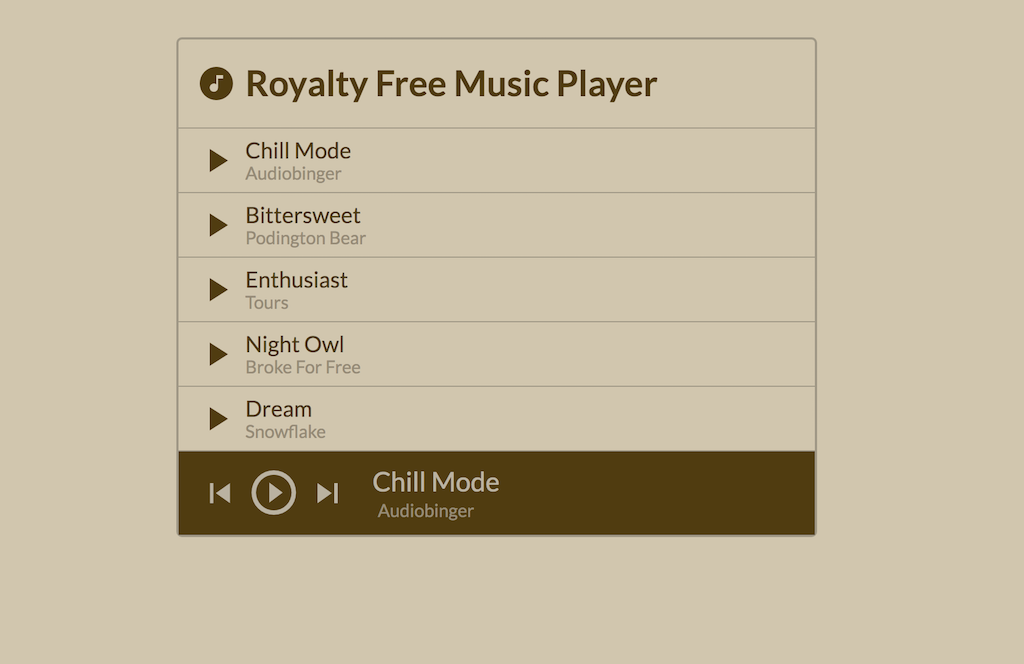 Royalty Free Music Player
Chill Mode
Audiobinger
Bittersweet
Podington Bear
Enthusiast
Tours
Night Owl
Broke For Free
Dream
Snowflake
Chill Mode
Audiobinger